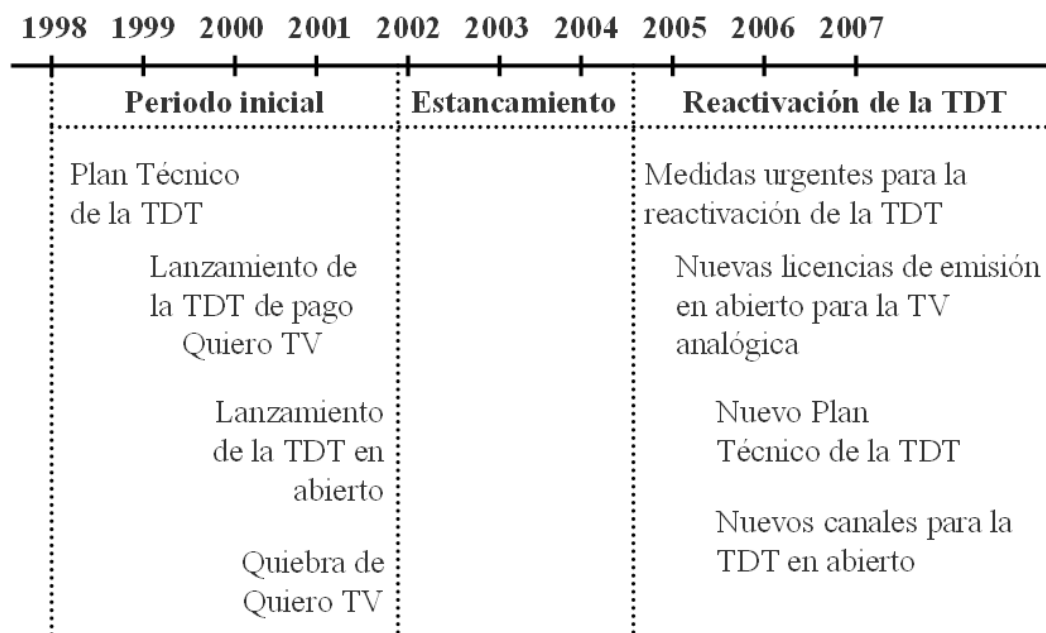 1998 1999 2000 2001 2002 2003 2004 2005 2006 2007
Periodo inicial Estancamiento Reactivación de la TDT
Plan Técnico
de la TDT
Lanzamiento de
la TDT de pago
Quiero TV
Lanzamiento
de la TDT en
abierto
Quiebra de
Quiero TV
Medidas urgentes para la
reactivación de la TDT
Nuevas licencias de emisión
en abierto para la TV
analógica
Nuevo Plan
Técnico de la TDT
Nuevos canales para la
TDT en abierto